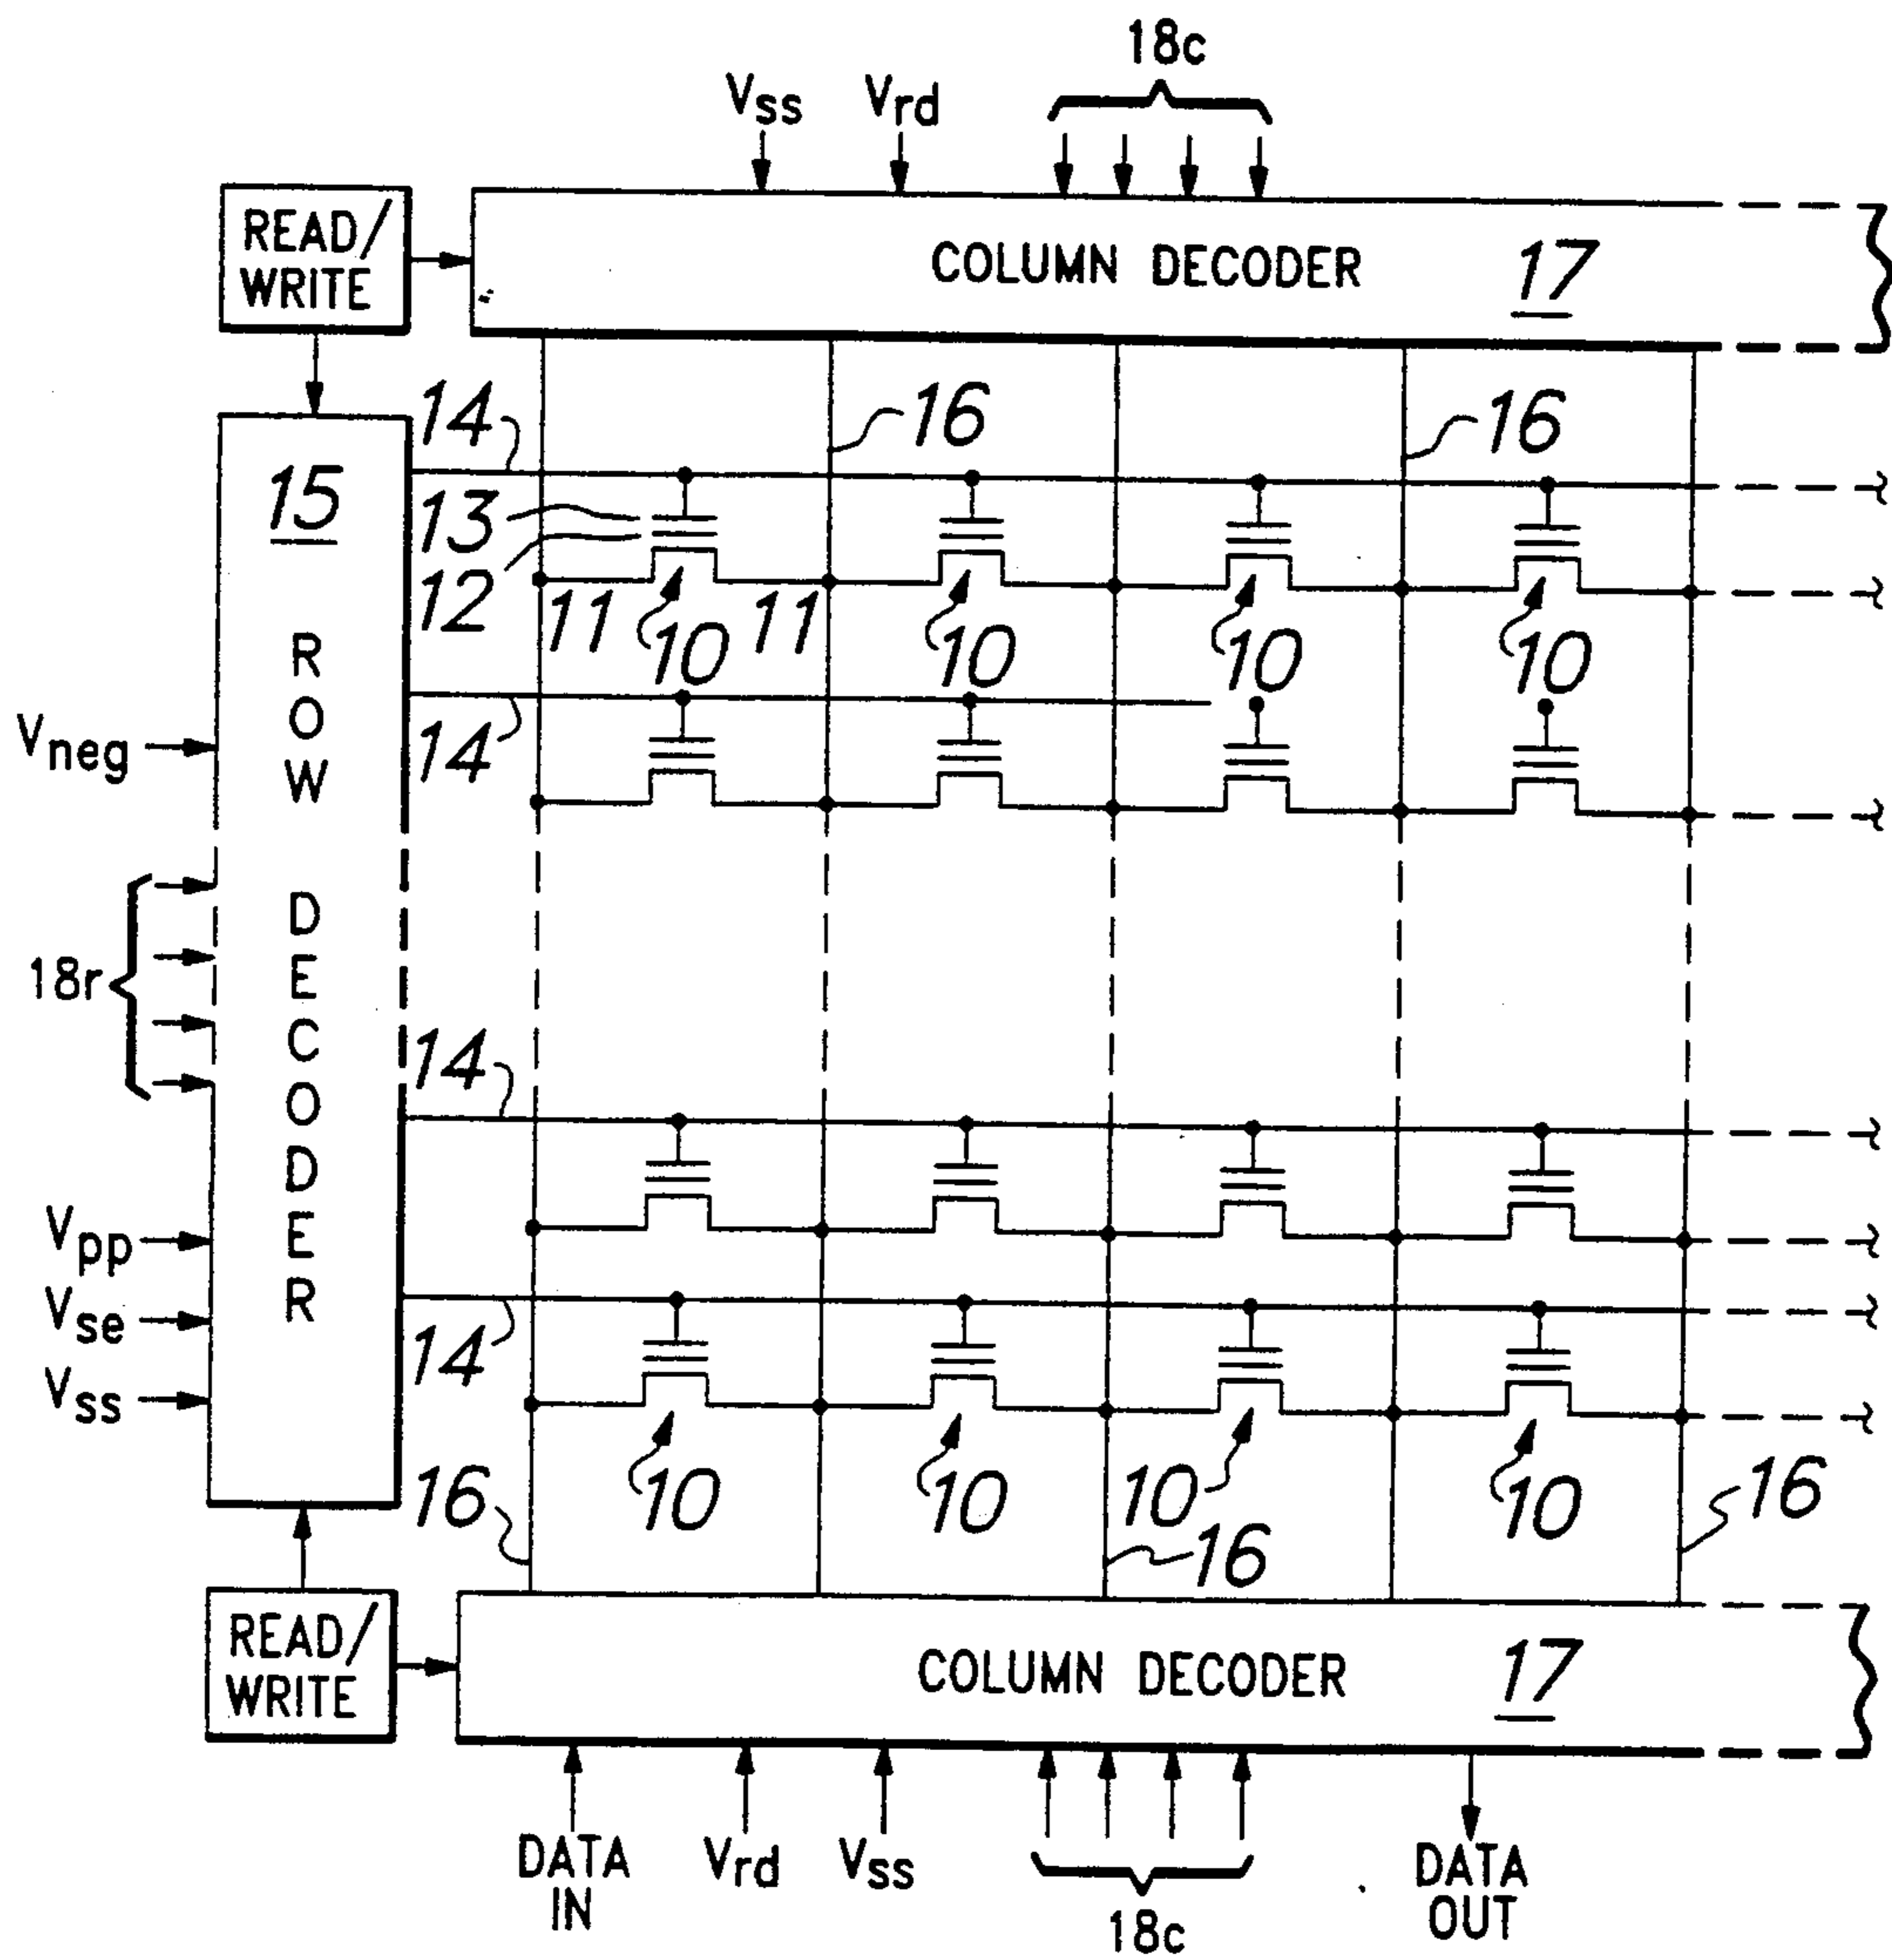 18c
Vss Vrd
READ/
WRITE
COLUMN DECODER 17
14 16 16
15
13
12
11 10 11 10 10 10
ROW DECODER
14
Vneg
18r
14
Vpp
Vse
Vss
14
16 10 10 10 10 16
16
READ/
WRITE
COLUMN DECODER 17
DATA
IN
Vrd Vss
18c
DATA
OUT